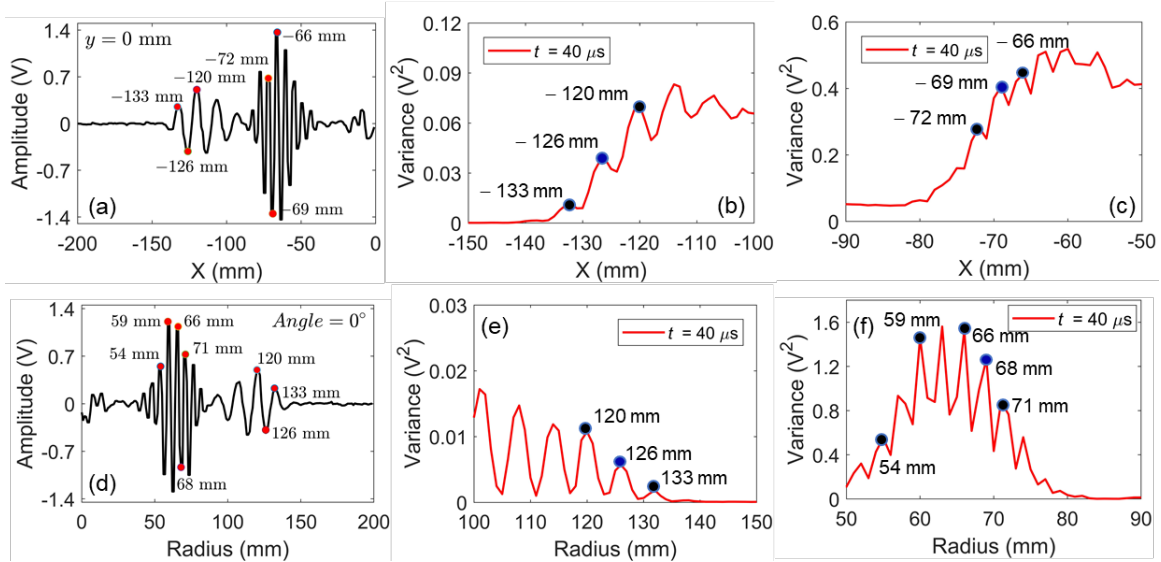 y = 0 mm
−66 mm
−72 mm
−120 mm
−133 mm
−126 mm
−69 mm
(a)
1.4
0.7
0
-0.7
-1.4
Amplitude (V)
-200 -150 -100 -50 0
X (mm)
t = 40 μs
− 120 mm
− 126 mm
− 133 mm
(b)
0.12
0.09
0.06
0.03
0
Variance (V²)
-150 -140 -130 -120 -110 -100
X (mm)
t = 40 μs
− 66 mm
− 69 mm
− 72 mm
(c)
0.6
0.4
0.2
0
Variance (V²)
-90 -80 -70 -60 -50
X (mm)
59 mm
66 mm
Angle = 0°
54 mm
71 mm
120 mm
133 mm
126 mm
68 mm
(d)
1.4
0.7
0
-0.7
-1.4
Amplitude (V)
0 50 100 150 200
Radius (mm)
(e)
t = 40 μs
120 mm
126 mm
133 mm
0.03
0.02
0.01
0
Variance (V²)
100 110 120 130 140 150
Radius (mm)
(f)
t = 40 μs
59 mm
66 mm
68 mm
71 mm
54 mm
1.6
1.2
0.8
0.4
0
Variance (V²)
50 60 70 80 90
Radius (mm)